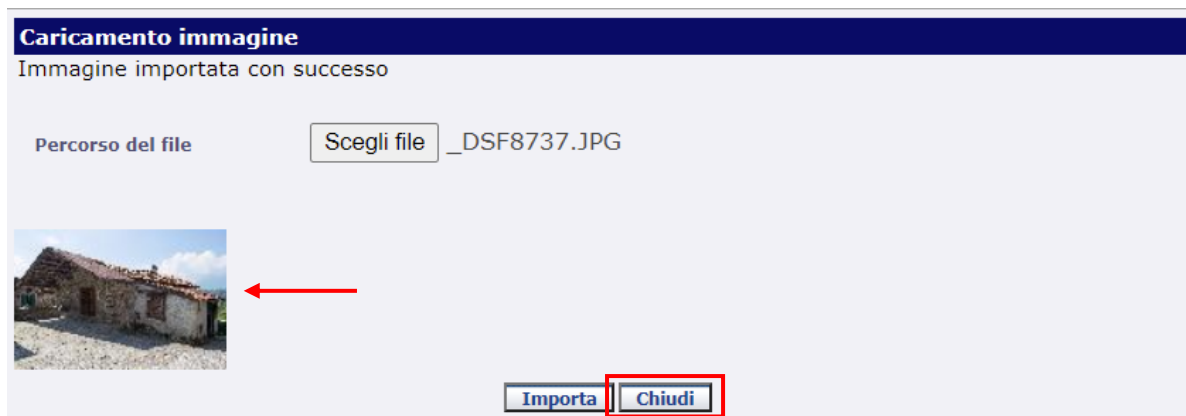 Caricamento immagine
Immagine importata con successo
Percorso del file Scegli file _DSF8737.JPG
Importa Chiudi